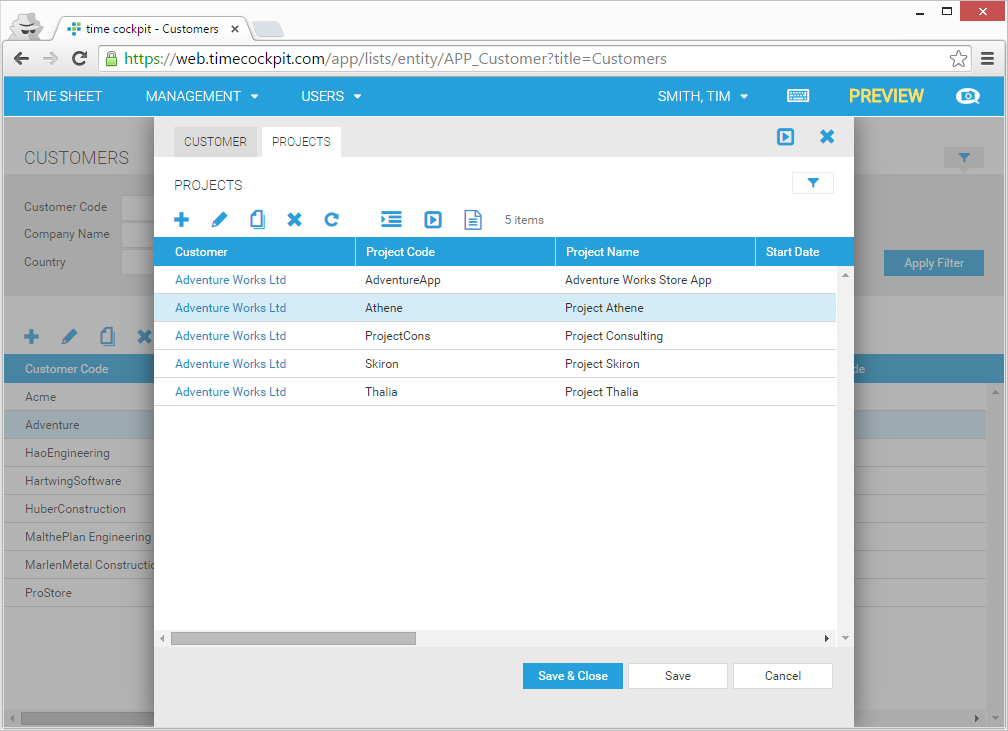 time cockpit - Customers
https://web.timecockpit.com/app/lists/entity/APP_Customer?title=Customers
TIME SHEET MANAGEMENT USERS SMITH, TIM PREVIEW
CUSTOMERS
Customer Code
Company Name
Country
Apply Filter
Customer Code
de
Acme
Adventure
HaoEngineering
HartwingSoftware
HuberConstruction
MalthePlan Engineering
MarlenMetal Constructio
ProStore
CUSTOMER PROJECTS
PROJECTS
5 items
Customer Project Code Project Name Start Date
Adventure Works Ltd AdventureApp Adventure Works Store App
Adventure Works Ltd Athene Project Athene
Adventure Works Ltd ProjectCons Project Consulting
Adventure Works Ltd Skiron Project Skiron
Adventure Works Ltd Thalia Project Thalia
Save & Close Save Cancel